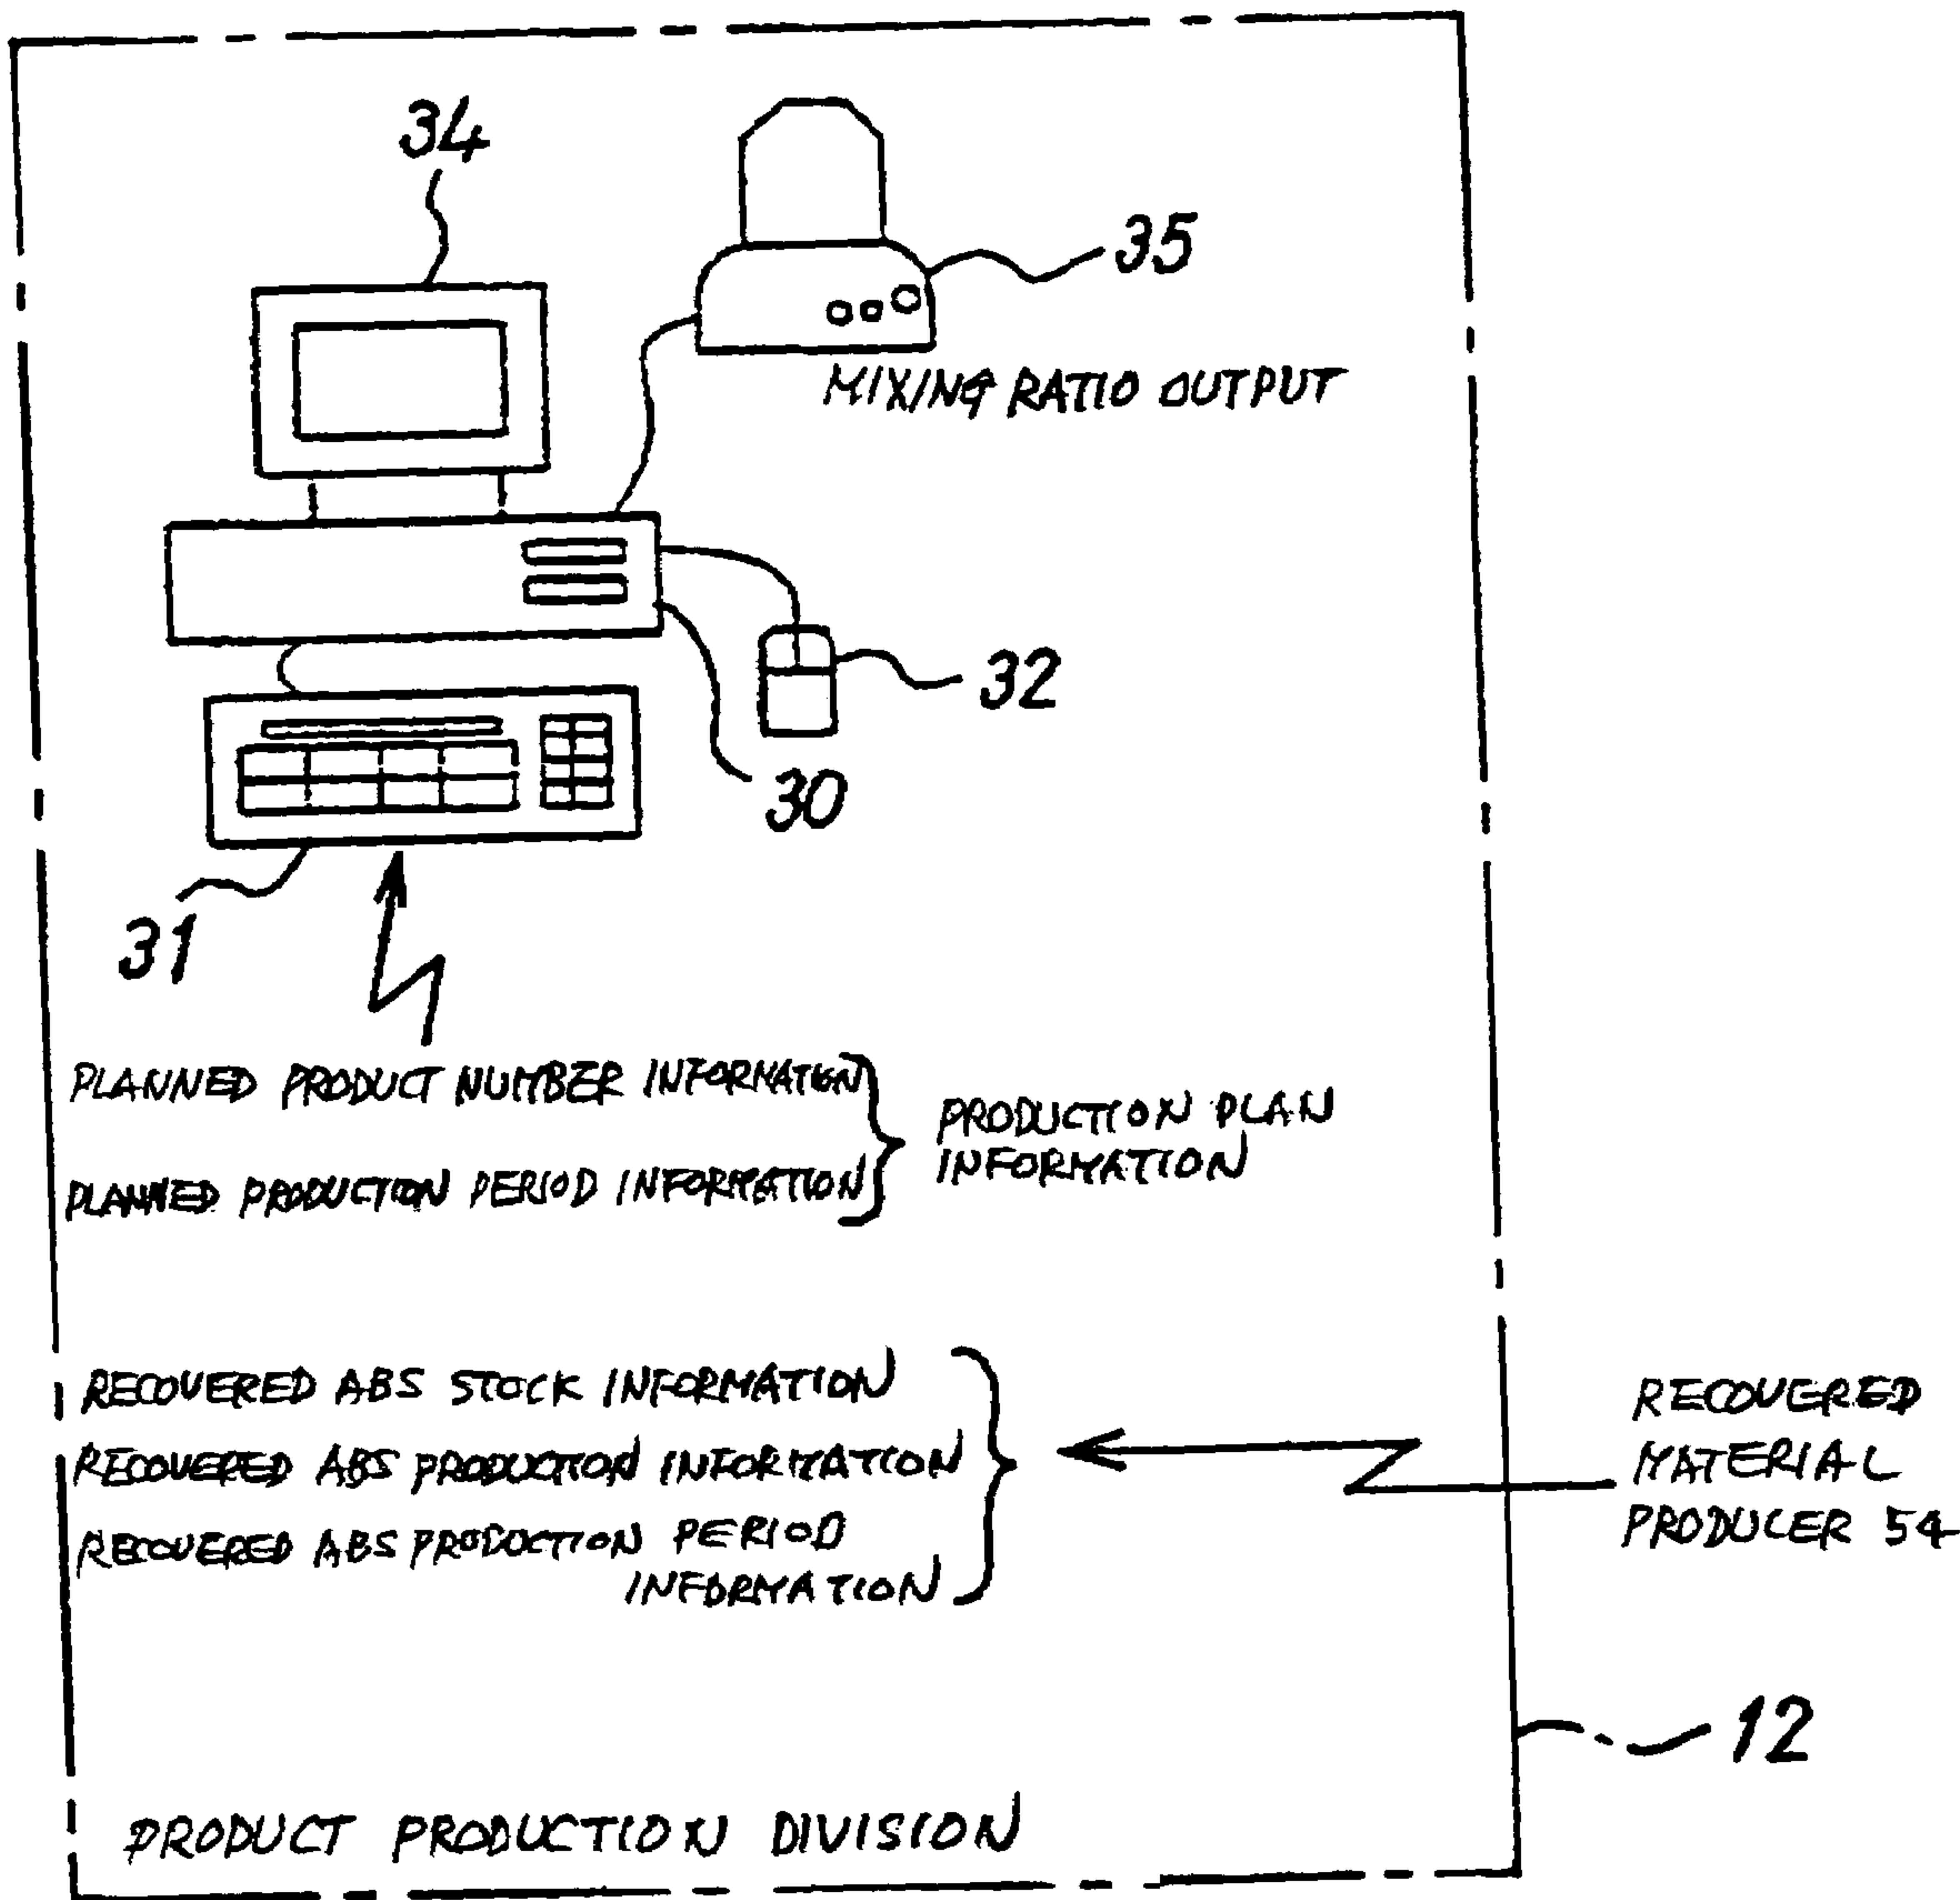 34
35
MIXING RATIO OUTPUT
32
30
31
PLANNED PRODUCT NUMBER INFORMATION
PLANNED PRODUCTION PERIOD INFORMATION
PRODUCTION PLAN
INFORMATION
RECOVERED ABS STOCK INFORMATION
RECOVERED ABS PRODUCTION INFORMATION
RECOVERED ABS PRODUCTION PERIOD
INFORMATION
RECOVERED
MATERIAL
PRODUCER 54
12
PRODUCT PRODUCTION DIVISION